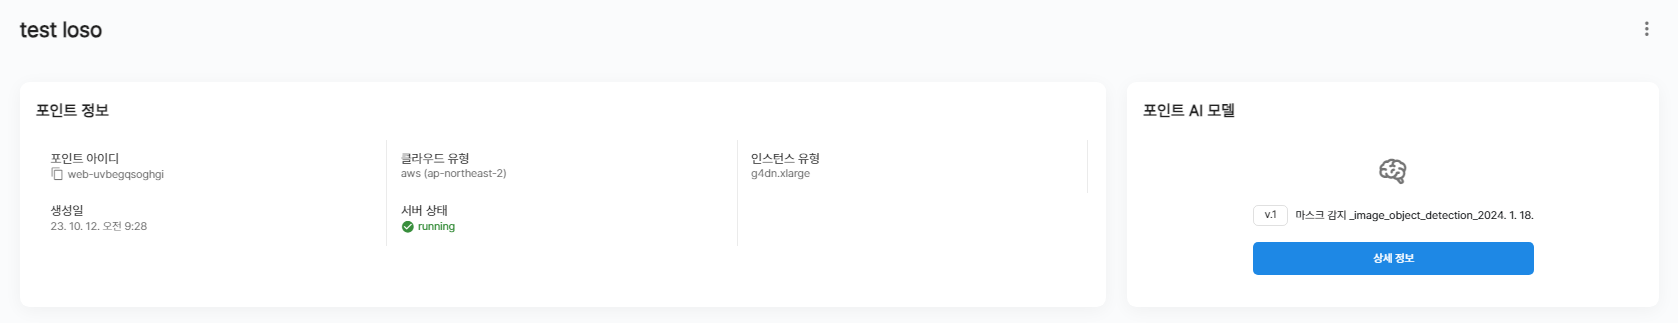 test loso
포인트 정보
포인트 아이디
web-uvbegqsoghgi
클라우드 유형
aws (ap-northeast-2)
인스턴스 유형
g4dn.xlarge
생성일
23. 10. 12. 오전 9:28
서버 상태
running
포인트 AI 모델
v.1 마스크 감지 _image_object_detection_2024. 1. 18.
상세 정보